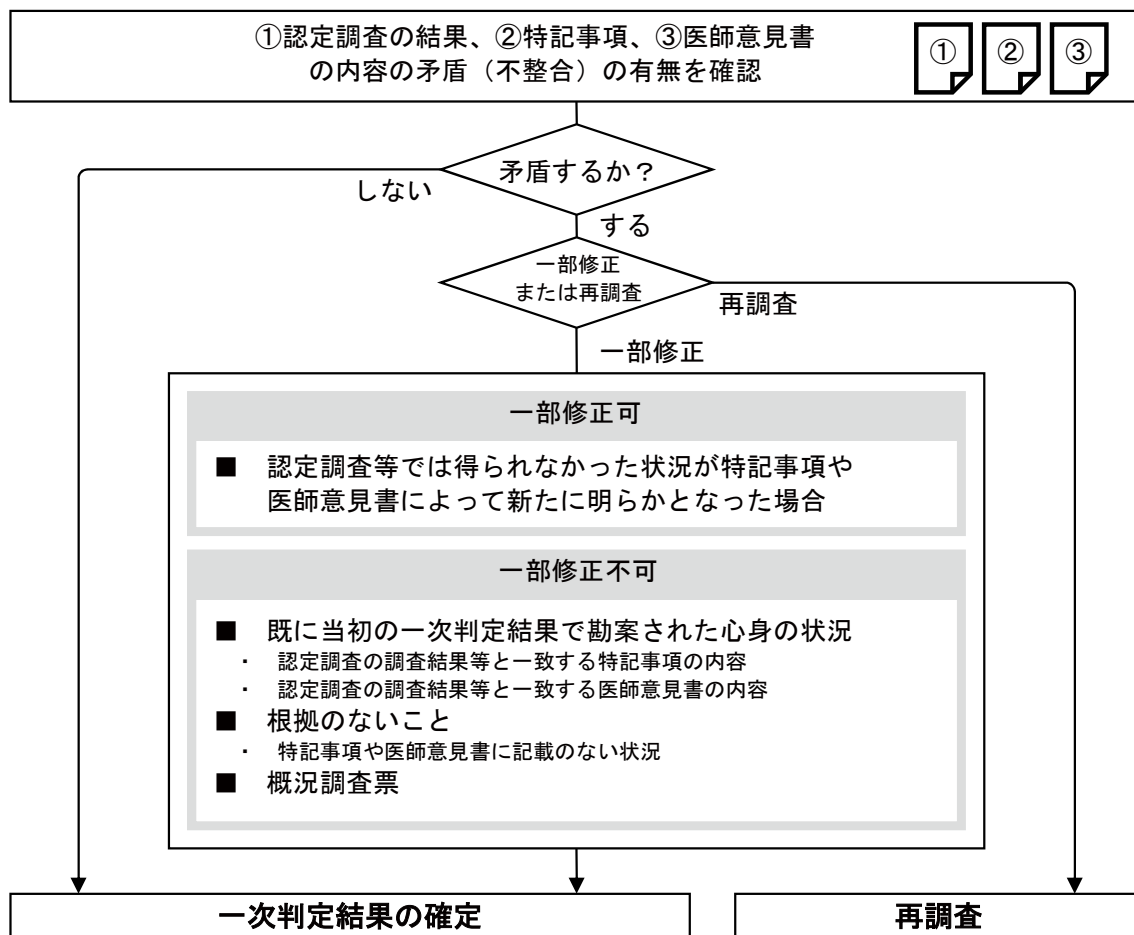 ①認定調査の結果、②特記事項、③医師意見書
の内容の矛盾（不整合）の有無を確認
①
②
③
矛盾するか？
しない
する
一部修正
または再調査
再調査
一部修正
一部修正可
■ 認定調査等では得られなかった状況が特記事項や
医師意見書によって新たに明らかとなった場合
一部修正不可
■ 既に当初の一次判定結果で勘案された心身の状況
・ 認定調査の調査結果等と一致する特記事項の内容
・ 認定調査の調査結果等と一致する医師意見書の内容
■ 根拠のないこと
・ 特記事項や医師意見書に記載のない状況
■ 概況調査票
一次判定結果の確定
再調査